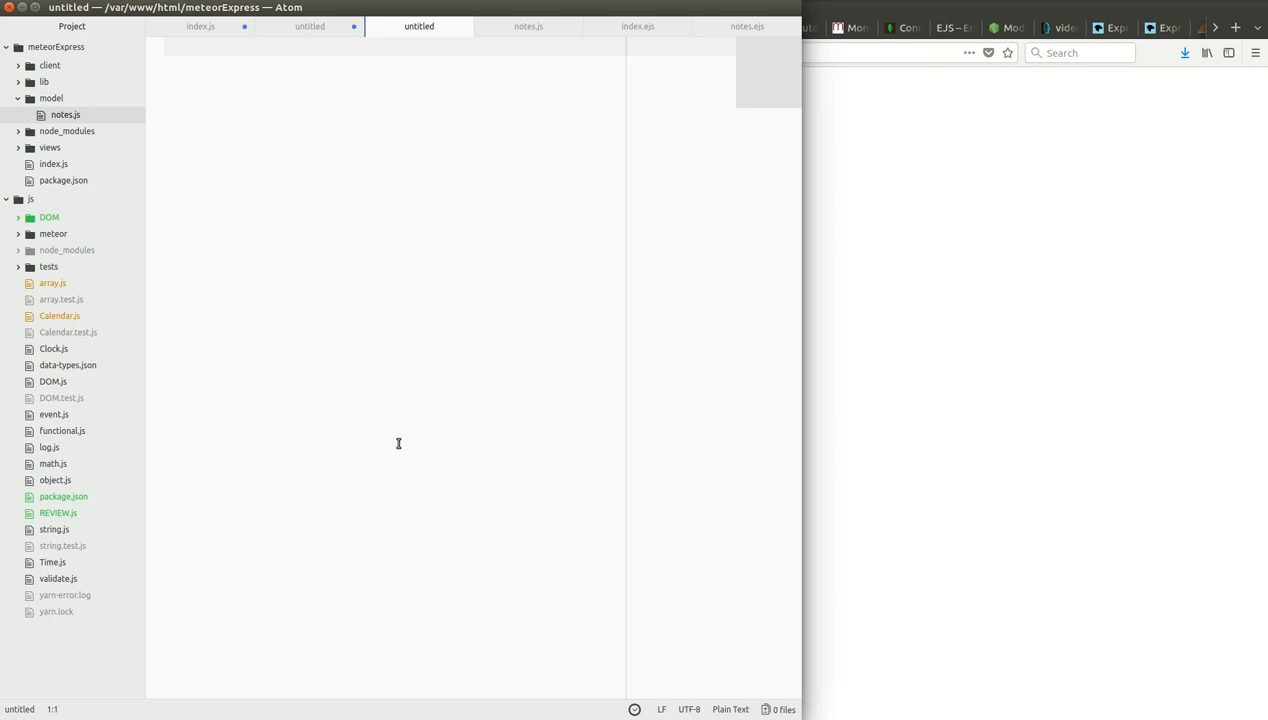 untitled — /var/www/html/meteorExpress — Atom
Project
index.js
untitled
untitled
notes.js
index.ejs
notes.ejs
meteorExpress
client
lib
model
notes.js
node_modules
views
index.js
package.json
js
DOM
meteor
node_modules
tests
array.js
array.test.js
Calendar.js
Calendar.test.js
Clock.js
data-types.json
DOM.js
DOM.test.js
event.js
functional.js
log.js
math.js
object.js
package.json
REVIEW.js
string.js
string.test.js
Time.js
validate.js
yarn-error.log
yarn.lock
untitled 1:1
LF UTF-8 Plain Text 0 files
uto Mon Conn EJS – En Mod vide Expr Expr
Search